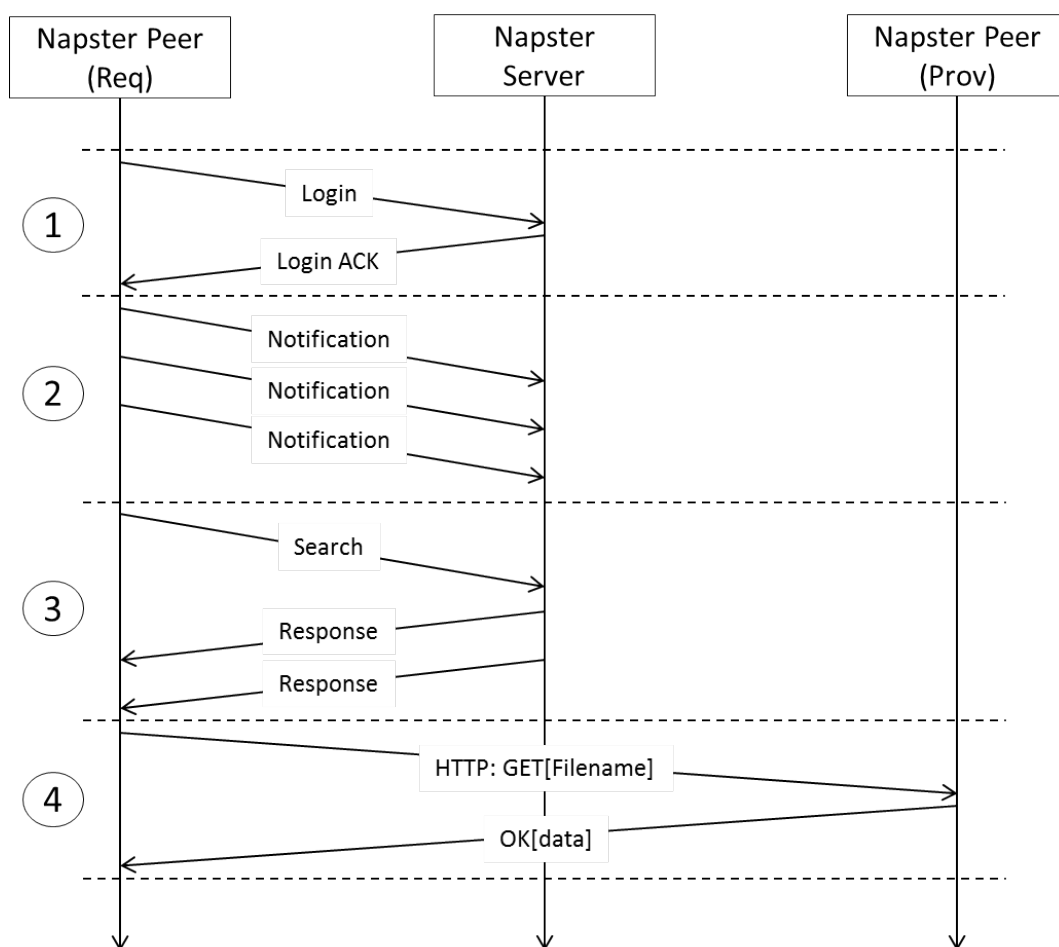 Napster Peer
(Req)
Napster
Server
Napster Peer
(Prov)
1
Login
Login ACK
2
Notification
Notification
Notification
3
Search
Response
Response
4
HTTP: GET[Filename]
OK[data]